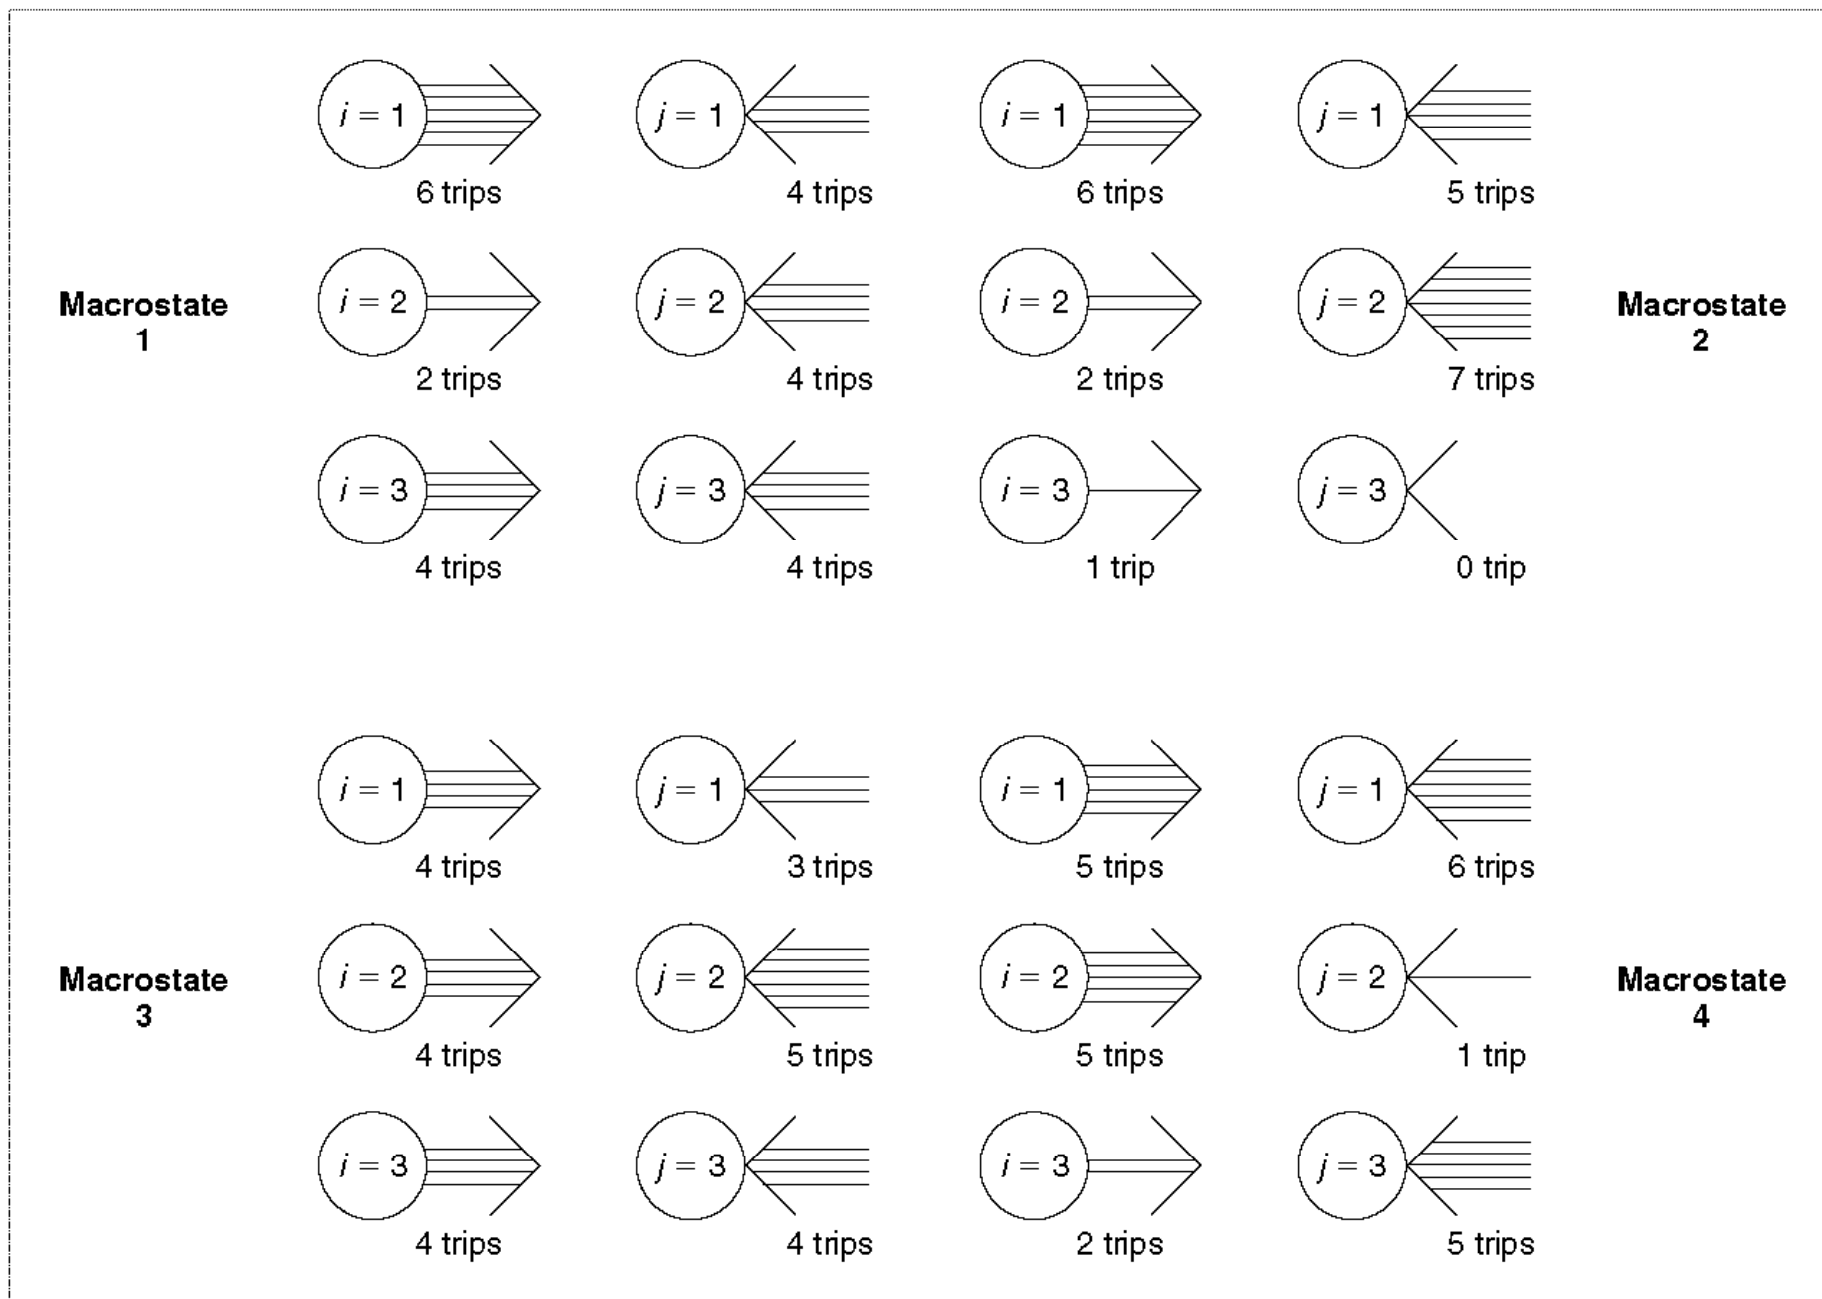 i = 1
j = 1
i = 1
j = 1
6 trips
4 trips
6 trips
5 trips
Macrostate
1
i = 2
j = 2
i = 2
j = 2
Macrostate
2
2 trips
4 trips
2 trips
7 trips
i = 3
j = 3
i = 3
j = 3
4 trips
4 trips
1 trip
0 trip
i = 1
j = 1
i = 1
j = 1
4 trips
3 trips
5 trips
6 trips
Macrostate
3
i = 2
j = 2
i = 2
j = 2
Macrostate
4
4 trips
5 trips
5 trips
1 trip
i = 3
j = 3
i = 3
j = 3
4 trips
4 trips
2 trips
5 trips